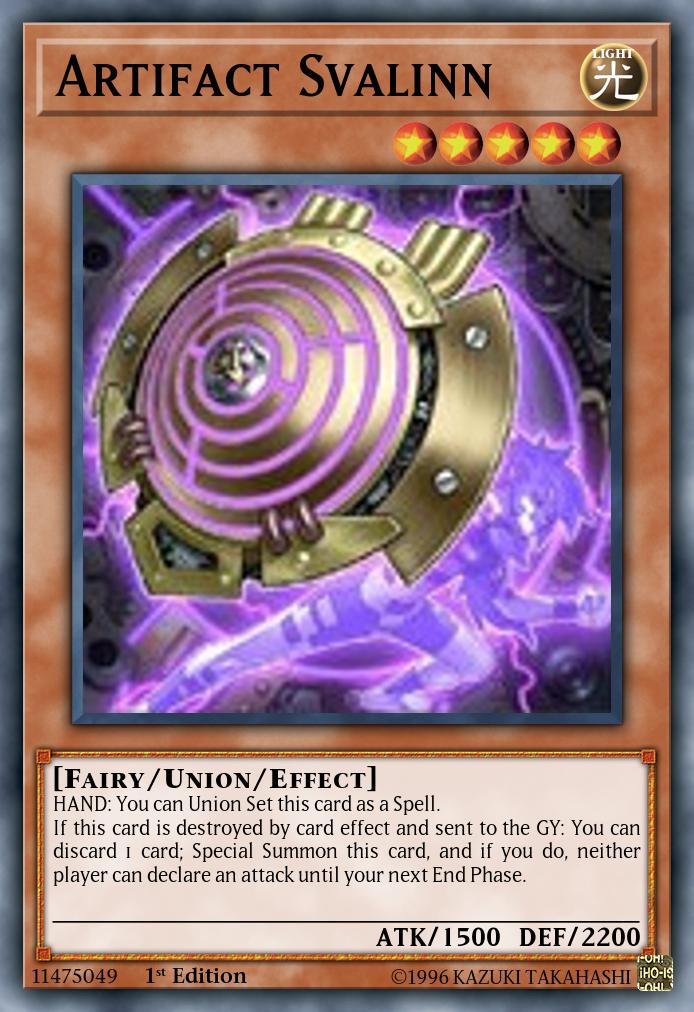 Artifact Svalinn
LIGHT
光
[Fairy/Union/Effect]
HAND: You can Union Set this card as a Spell.
If this card is destroyed by card effect and sent to the GY: You can
discard 1 card; Special Summon this card, and if you do, neither
player can declare an attack until your next End Phase.
ATK/1500 DEF/2200
11475049 1st Edition ©1996 KAZUKI TAKAHASHI